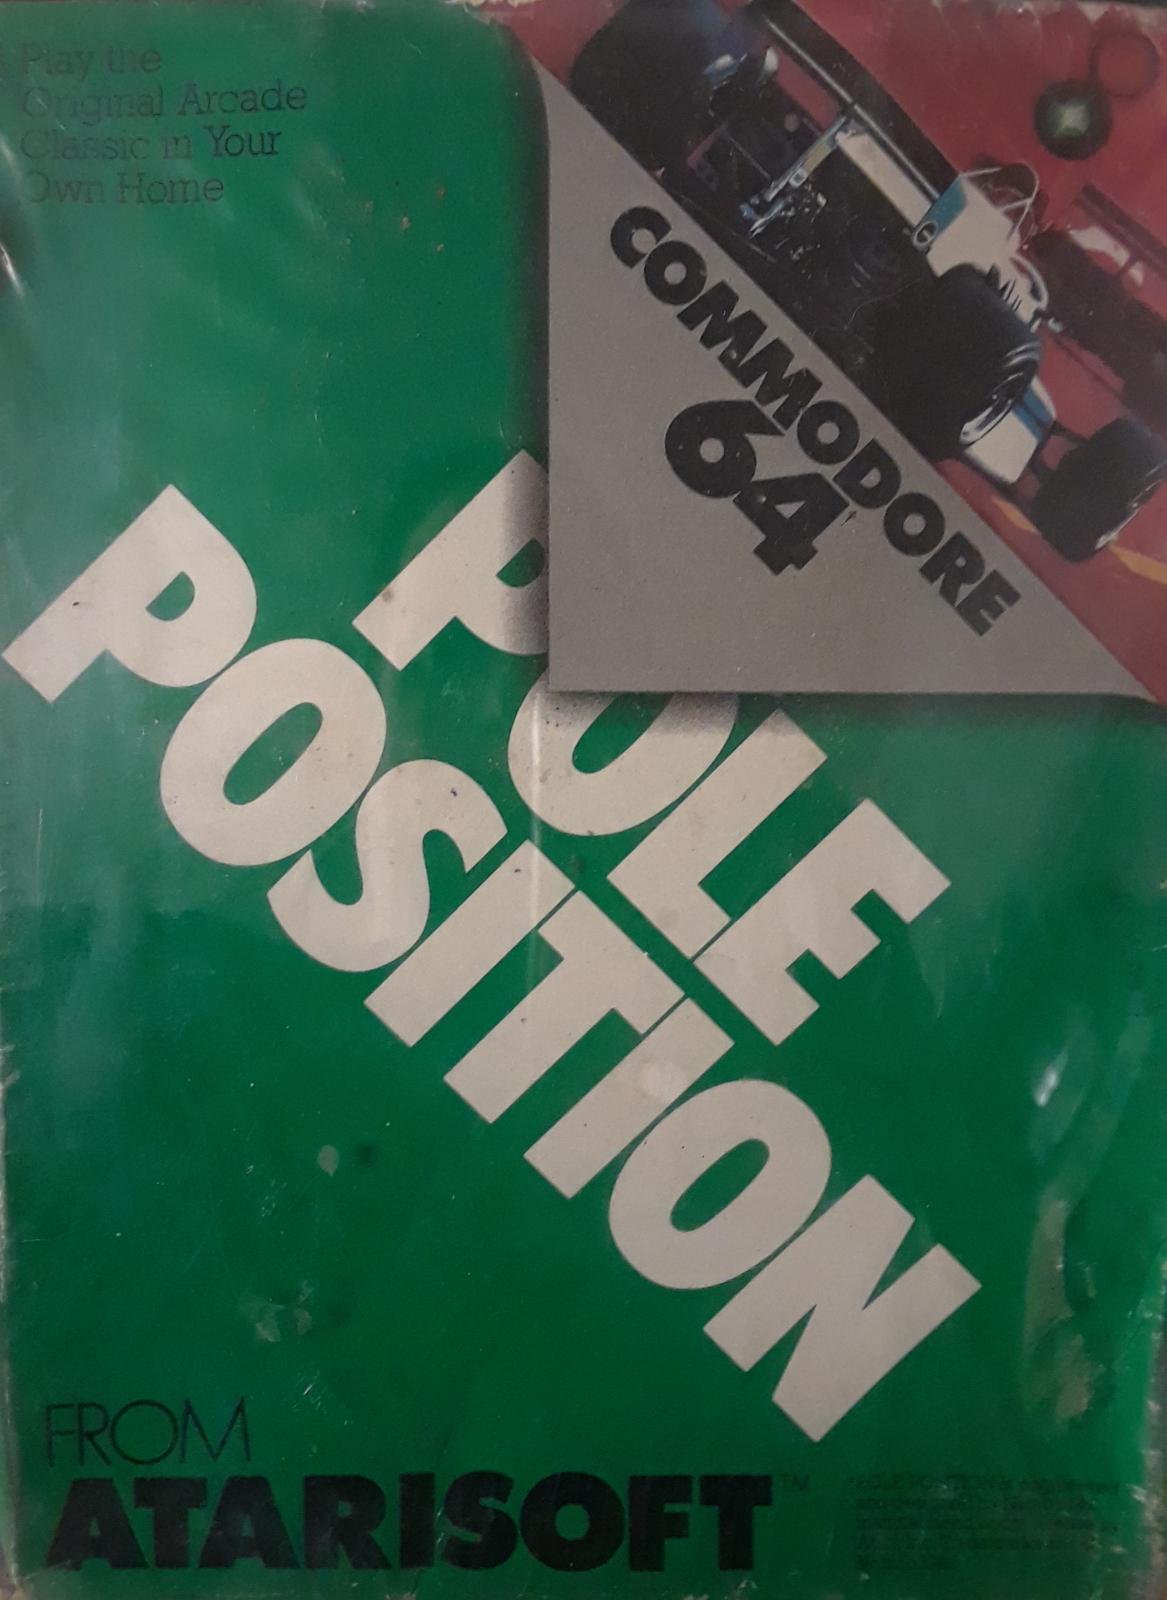 Play the
Original Arcade
Classic in Your
Own Home
COMMODORE
64
POLE
POSITION
FROM
ATARISOFT™